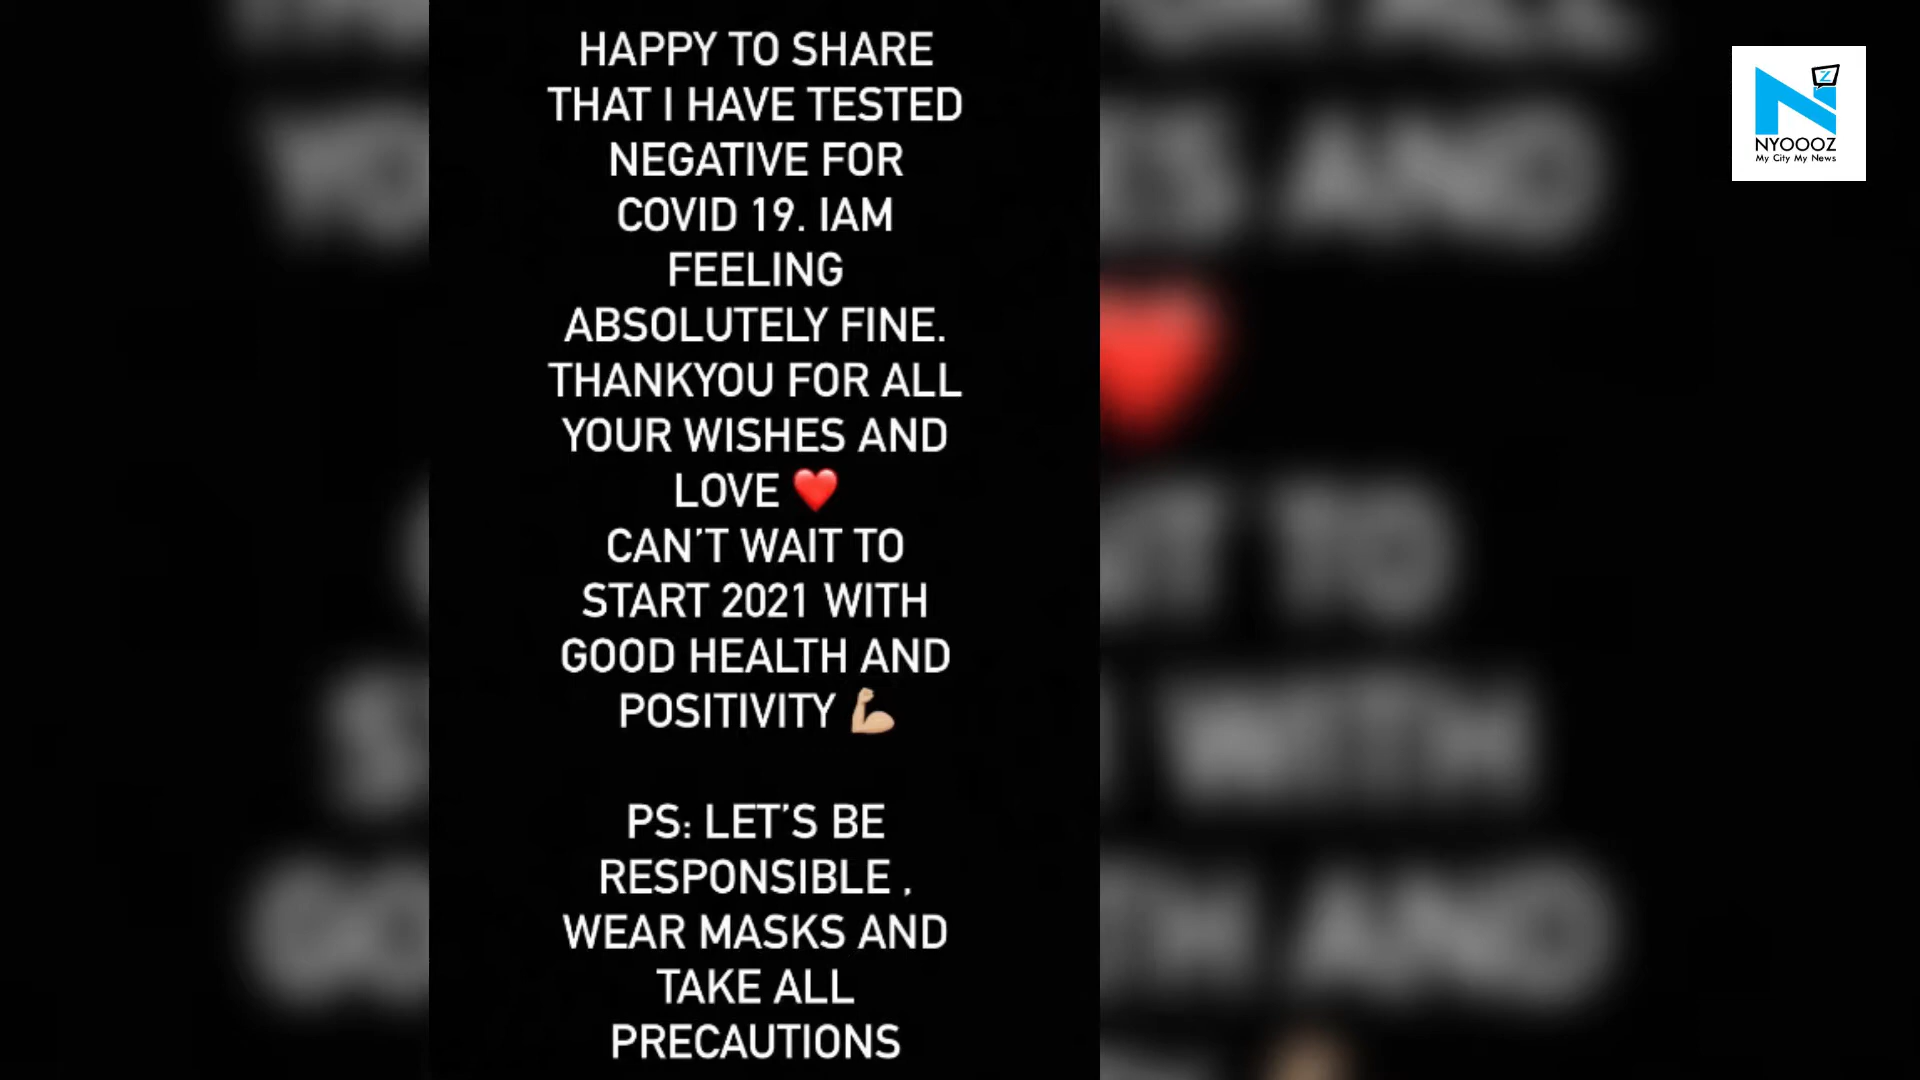 HAPPY TO SHARE
THAT I HAVE TESTED
NEGATIVE FOR
COVID 19. IAM
FEELING
ABSOLUTELY FINE.
THANKYOU FOR ALL
YOUR WISHES AND
LOVE ❤️
CAN'T WAIT TO
START 2021 WITH
GOOD HEALTH AND
POSITIVITY 💪🏼
PS: LET'S BE
RESPONSIBLE ,
WEAR MASKS AND
TAKE ALL
PRECAUTIONS
Z
NYOOOZ
My City My News